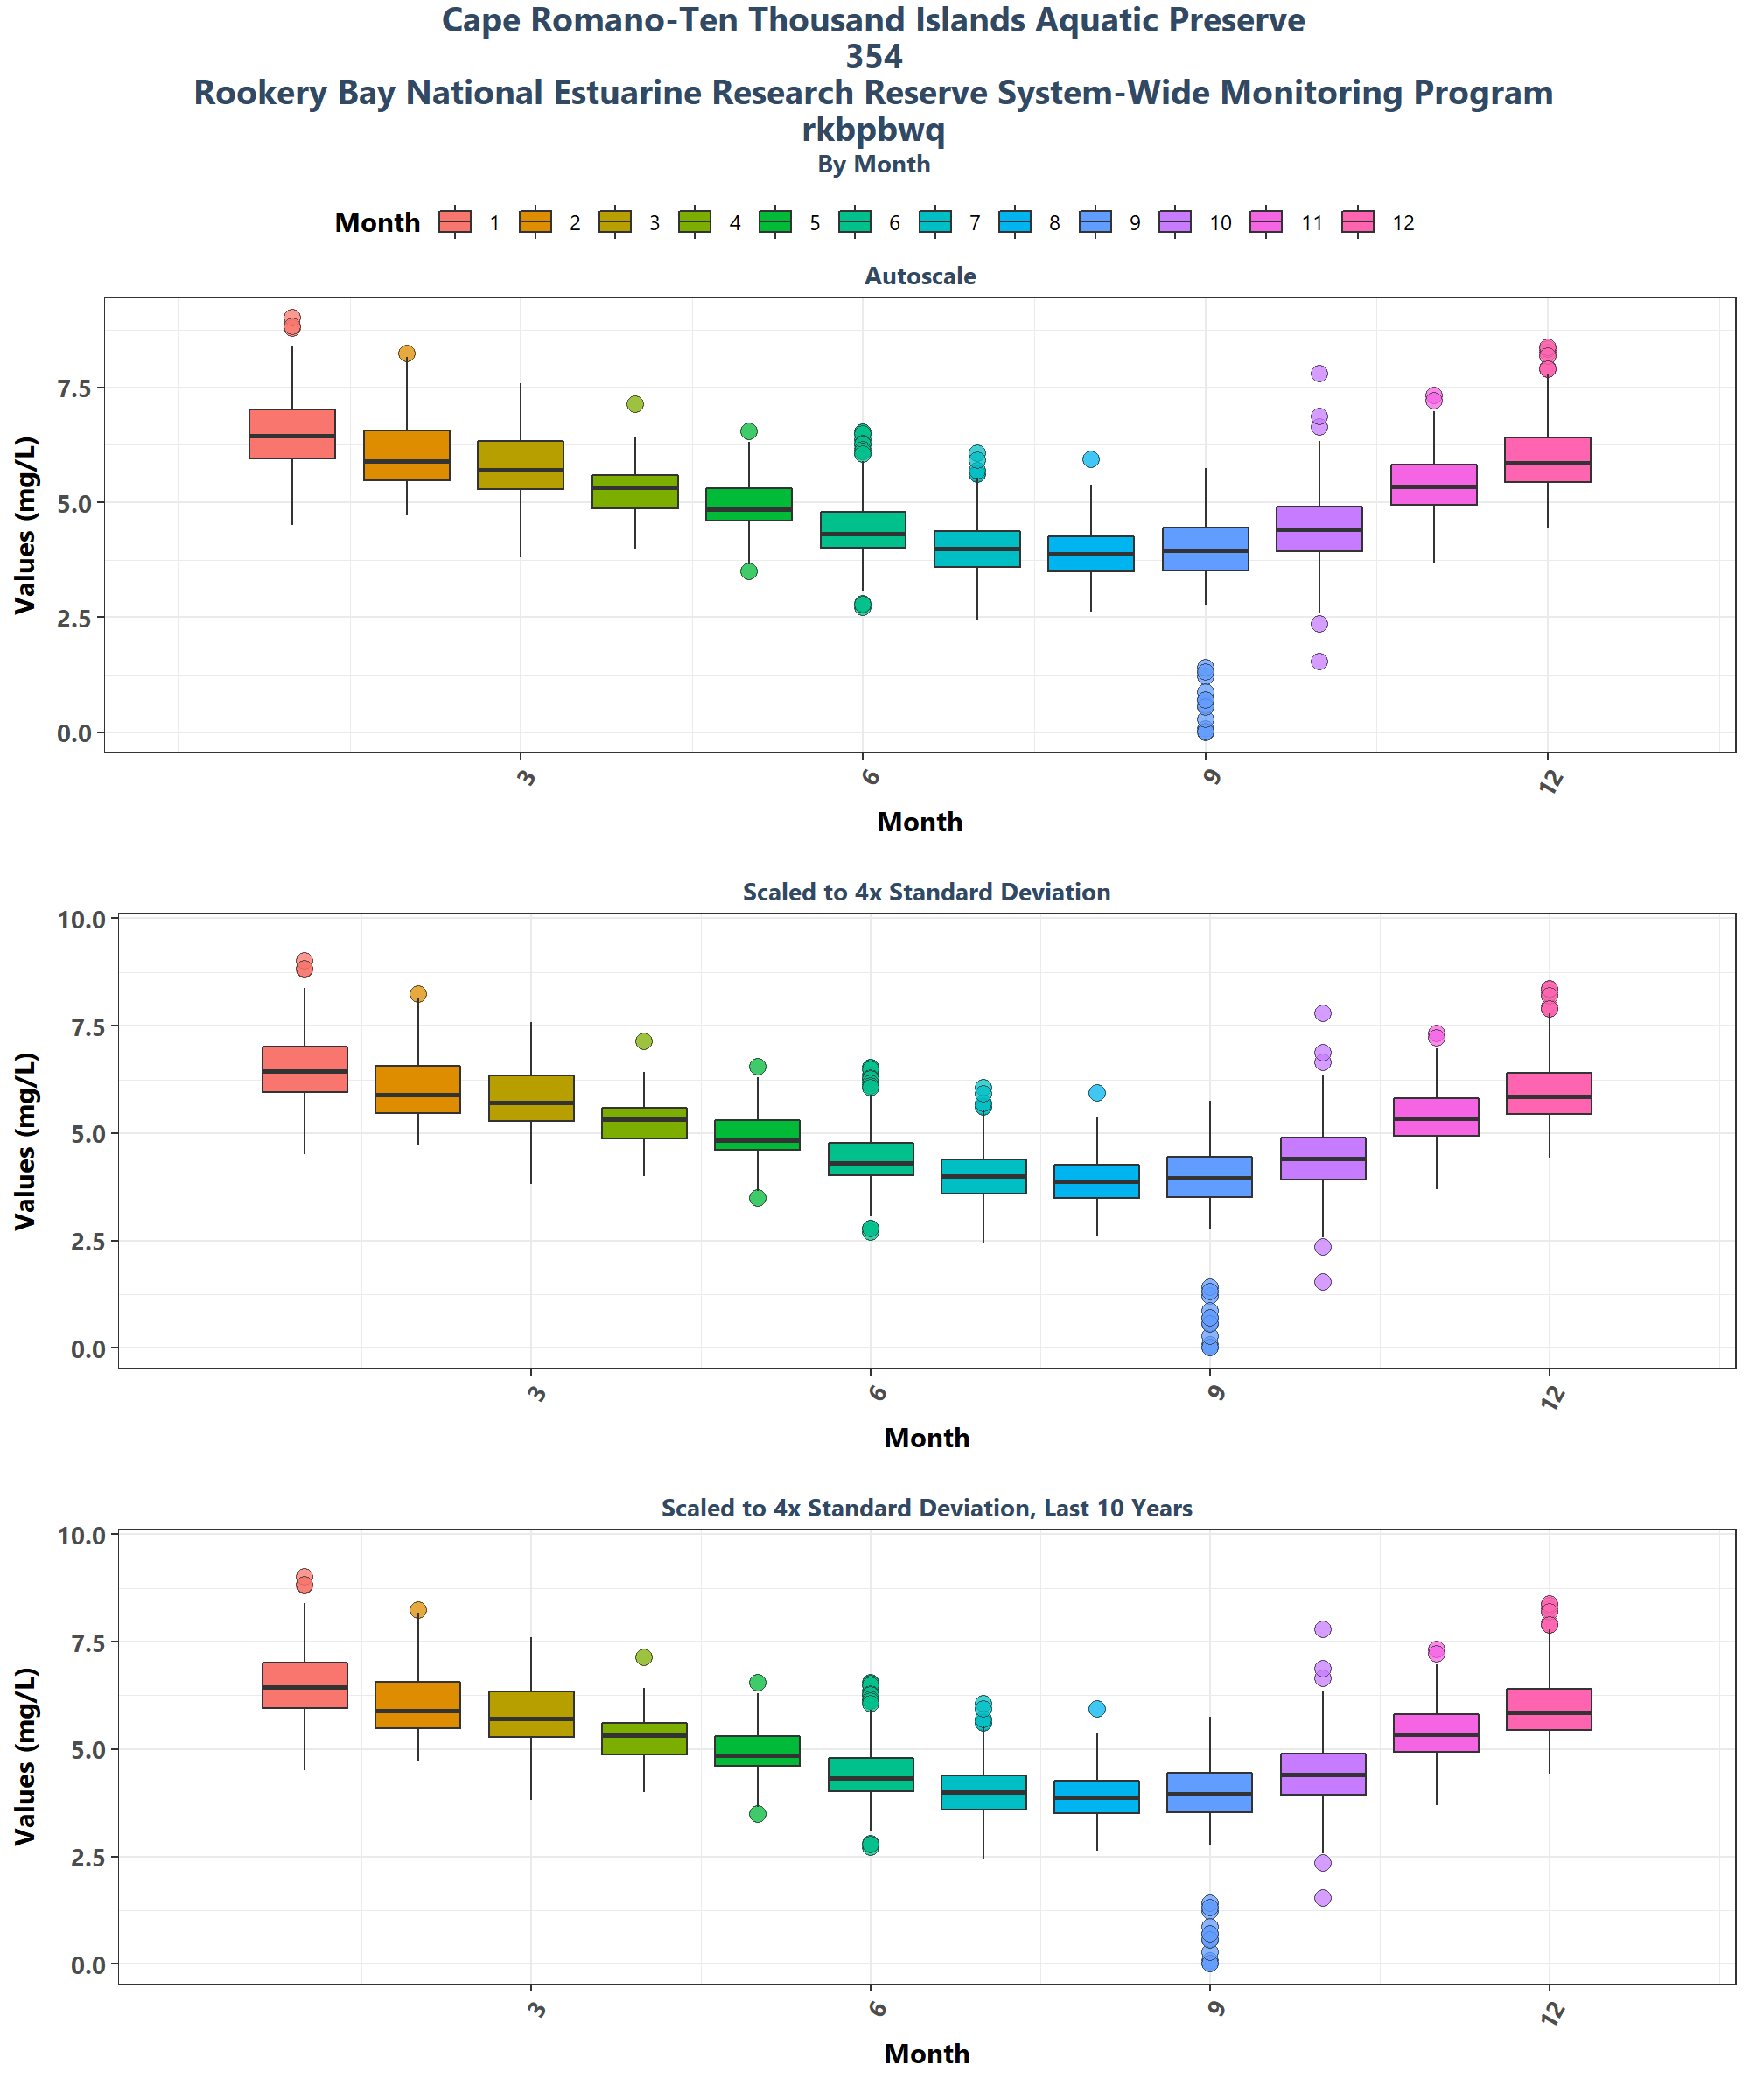 Cape Romano-Ten Thousand Islands Aquatic Preserve
354
Rookery Bay National Estuarine Research Reserve System-Wide Monitoring Program
rkbpbwq
By Month
Month 1 2 3 4 5 6 7 8 9 10 11 12
Autoscale
Values (mg/L)
7.5
5.0
2.5
0.0
3 6 9 12
Month
Scaled to 4x Standard Deviation
Values (mg/L)
10.0
7.5
5.0
2.5
0.0
3 6 9 12
Month
Scaled to 4x Standard Deviation, Last 10 Years
Values (mg/L)
10.0
7.5
5.0
2.5
0.0
3 6 9 12
Month